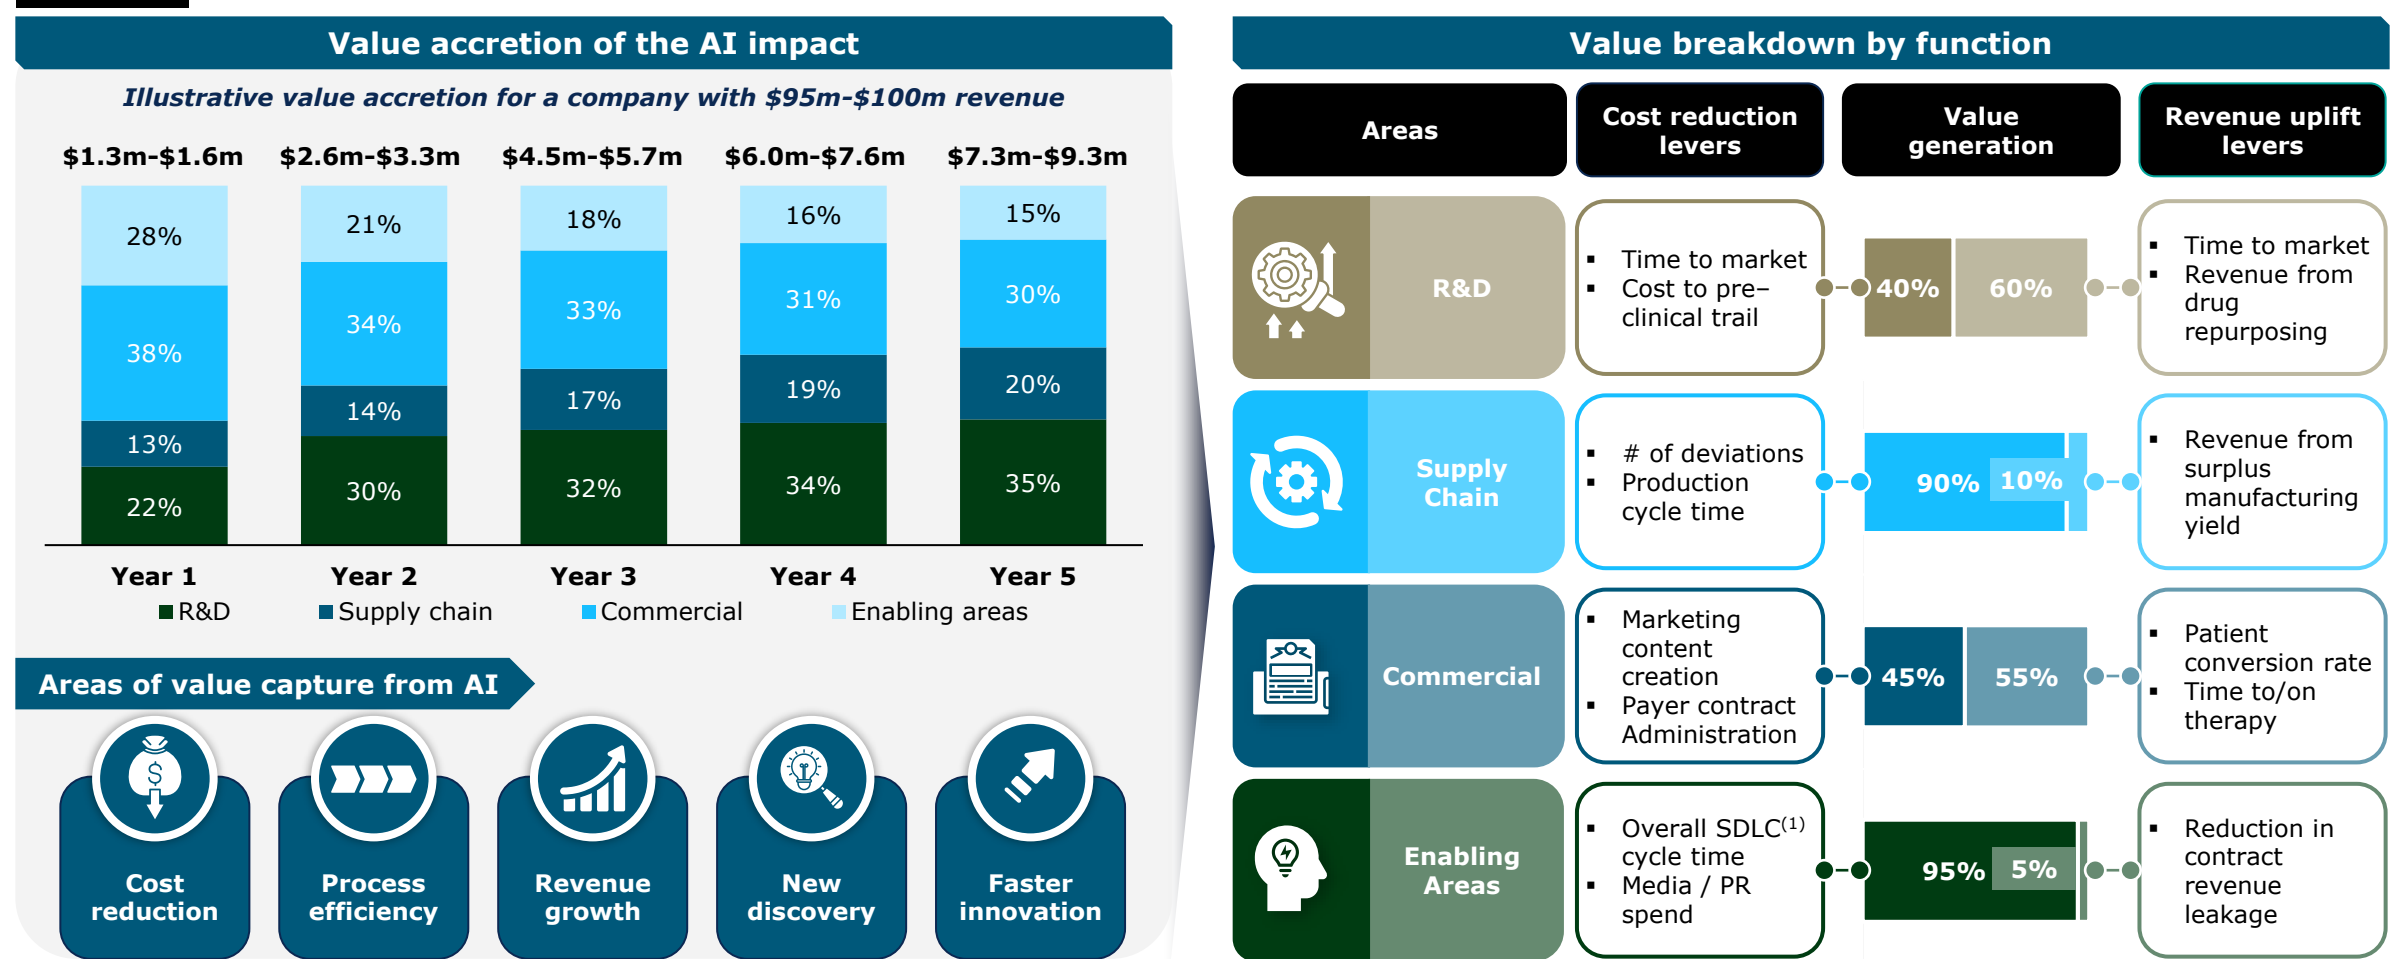 Value accretion of the AI impact
Illustrative value accretion for a company with $95m-$100m revenue
$1.3m-$1.6m
$2.6m-$3.3m
$4.5m-$5.7m
$6.0m-$7.6m
$7.3m-$9.3m
28%
21%
18%
16%
15%
38%
34%
33%
31%
30%
13%
14%
17%
19%
20%
22%
30%
32%
34%
35%
Year 1
Year 2
Year 3
Year 4
Year 5
R&D
Supply chain
Commercial
Enabling areas
Areas of value capture from AI
$
Cost
reduction
Process
efficiency
Revenue
growth
New
discovery
Faster
innovation
Value breakdown by function
Areas
Cost reduction
levers
Value
generation
Revenue uplift
levers
R&D
▪ Time to market
▪ Cost to pre–
clinical trail
40%
60%
▪ Time to market
▪ Revenue from
drug
repurposing
Supply
Chain
▪ # of deviations
▪ Production
cycle time
90%
10%
▪ Revenue from
surplus
manufacturing
yield
Commercial
▪ Marketing
content
creation
▪ Payer contract
Administration
45%
55%
▪ Patient
conversion rate
▪ Time to/on
therapy
Enabling
Areas
▪ Overall SDLC(1)
cycle time
▪ Media / PR
spend
95%
5%
▪ Reduction in
contract
revenue
leakage